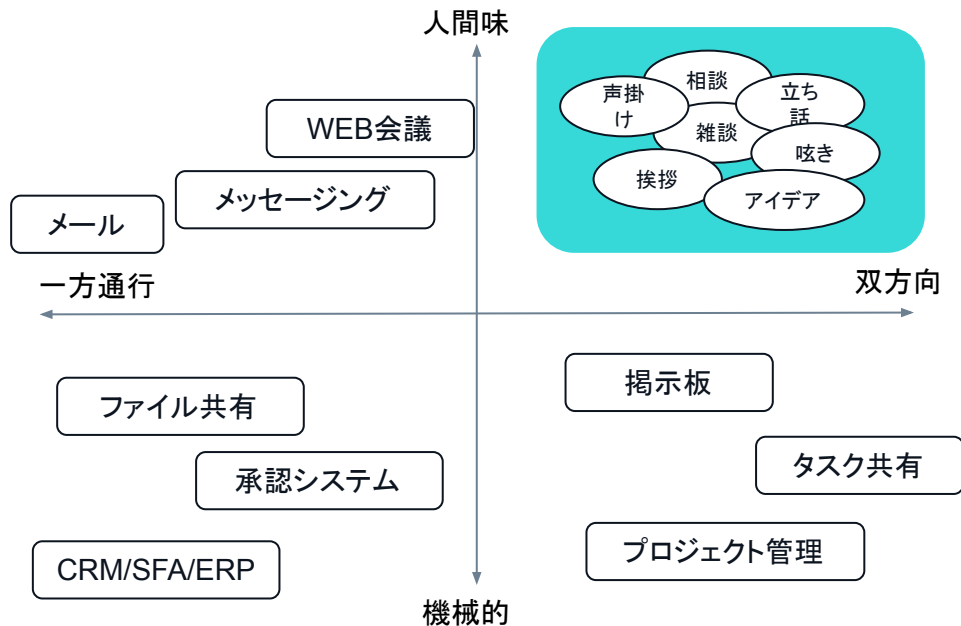 人間味
相談
声掛
け
立ち
話
WEB会議
雑談
呟き
メッセージング
挨拶
アイデア
メール
一方通行
双方向
掲示板
ファイル共有
タスク共有
承認システム
プロジェクト管理
CRM/SFA/ERP
機械的